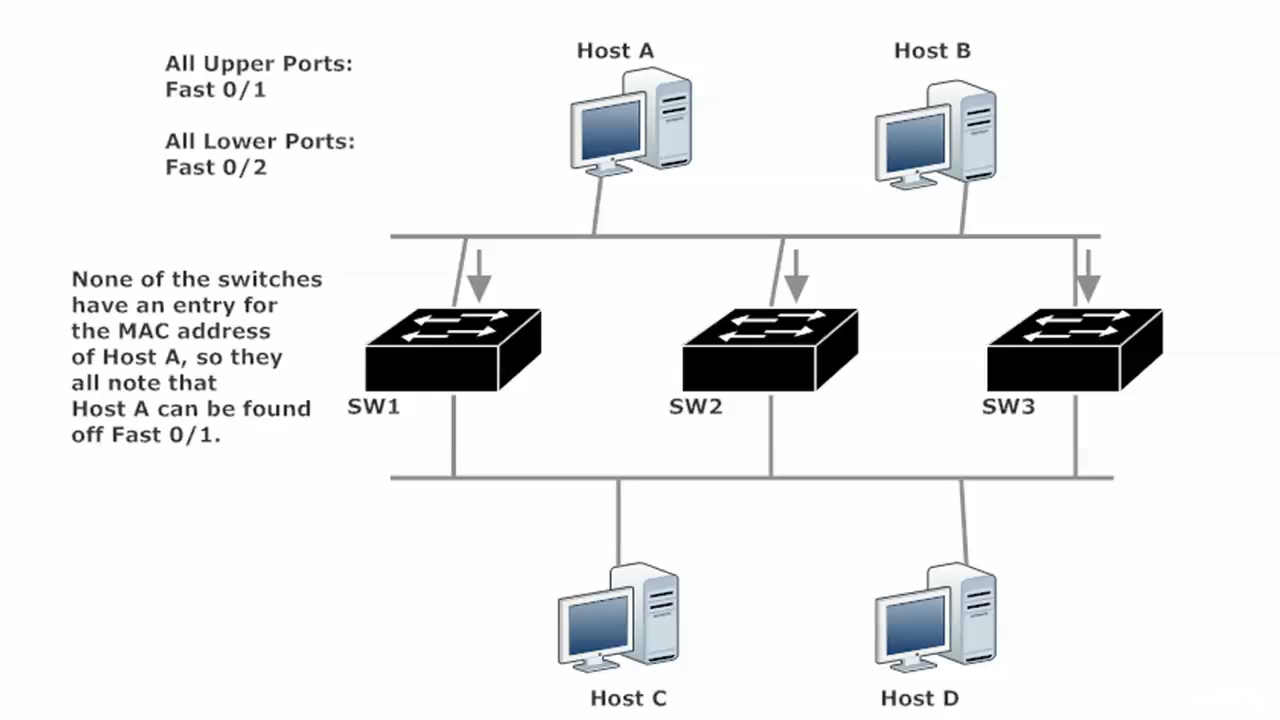 All Upper Ports:
Fast 0/1
All Lower Ports:
Fast 0/2
Host A
Host B
None of the switches
have an entry for
the MAC address
of Host A, so they
all note that
Host A can be found
off Fast 0/1.
SW1
SW2
SW3
Host C
Host D